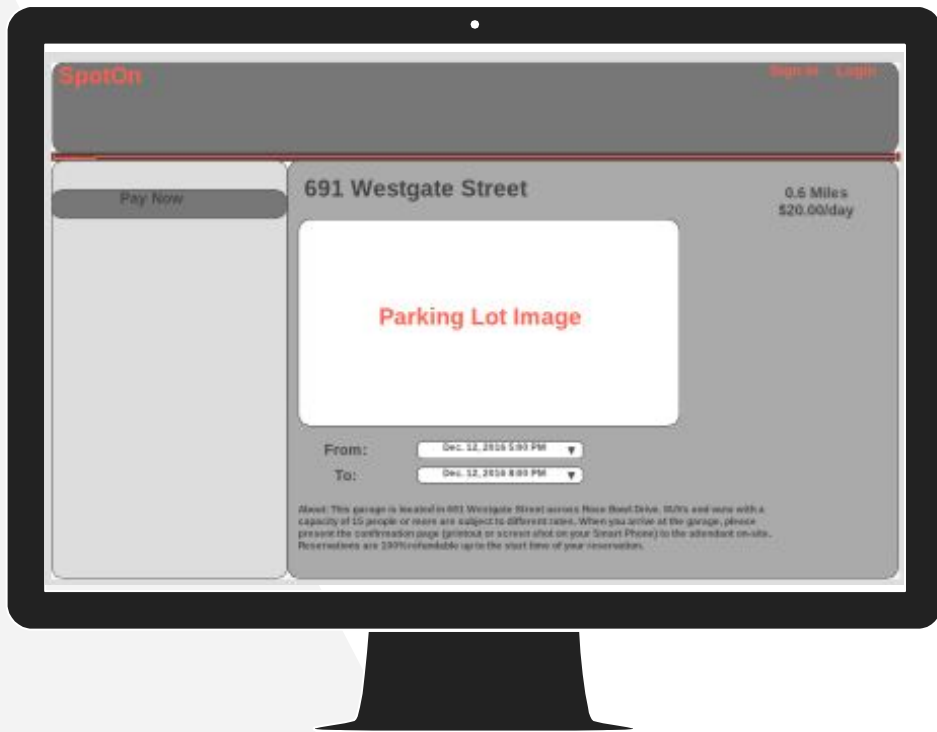 SpotOn
Sign In Login
Pay Now
691 Westgate Street
0.6 Miles
$20.00/day
Parking Lot Image
From:
Dec. 12, 2016 5:00 PM
To:
Dec. 12, 2016 8:00 PM
About: This garage is located in 691 Westgate Street across Rose Bowl Drive. SUVs and vans with a
capacity of 15 people or more are subject to different rates. When you arrive at the garage, please
present the confirmation page (printout or screen shot on your Smart Phone) to the attendant on-site.
Reservations are 100% refundable up to the start time of your reservation.